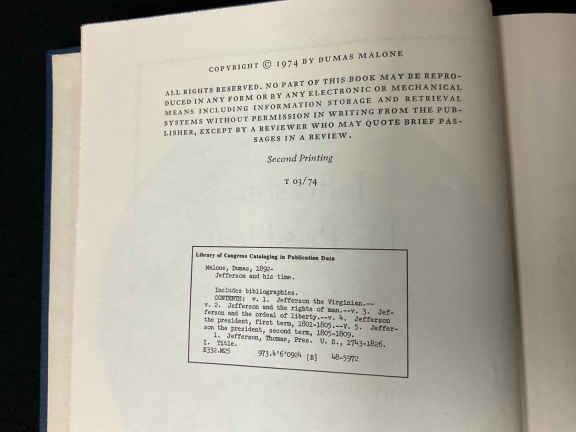 COPYRIGHT © 1974 BY DUMAS MALONE
ALL RIGHTS RESERVED. NO PART OF THIS BOOK MAY BE REPRO-
DUCED IN ANY FORM OR BY ANY ELECTRONIC OR MECHANICAL
MEANS INCLUDING INFORMATION STORAGE AND RETRIEVAL
SYSTEMS WITHOUT PERMISSION IN WRITING FROM THE PUB-
LISHER, EXCEPT BY A REVIEWER WHO MAY QUOTE BRIEF PAS-
SAGES IN A REVIEW.
Second Printing
T 03/74
Library of Congress Cataloging in Publication Data
Malone, Dumas, 1892-
Jefferson and his time.
Includes bibliographies.
CONTENTS: v. 1. Jefferson the Virginian.--
v. 2. Jefferson and the rights of man.--v. 3. Jef-
ferson and the ordeal of liberty.--v. 4. Jefferson
the president, first term, 1801-1805.--v. 5. Jeffer-
son the president, second term, 1805-1809.
1. Jefferson, Thomas, Pres. U. S., 1743-1826.
I. Title.
E332.M25 973.4'6'0924 [B] 48-5972